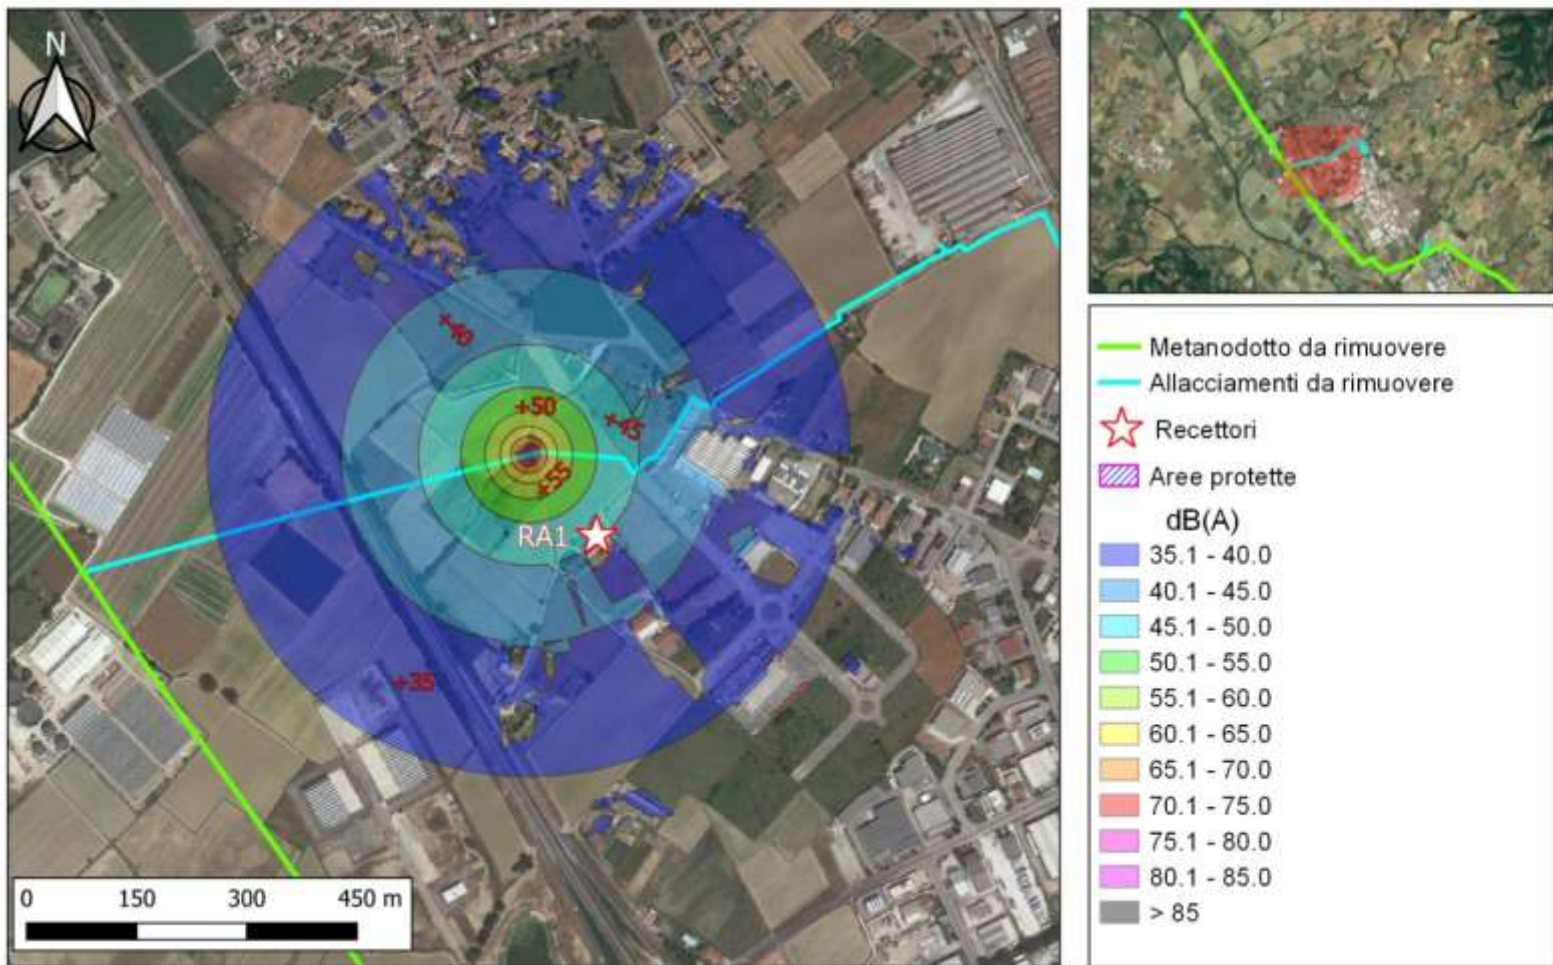 N
+40
+50
+45
+55
RA1
+35
0 150 300 450 m
Metanodotto da rimuovere
Allacciamenti da rimuovere
Recettori
Aree protette
dB(A)
35.1 - 40.0
40.1 - 45.0
45.1 - 50.0
50.1 - 55.0
55.1 - 60.0
60.1 - 65.0
65.1 - 70.0
70.1 - 75.0
75.1 - 80.0
80.1 - 85.0
> 85